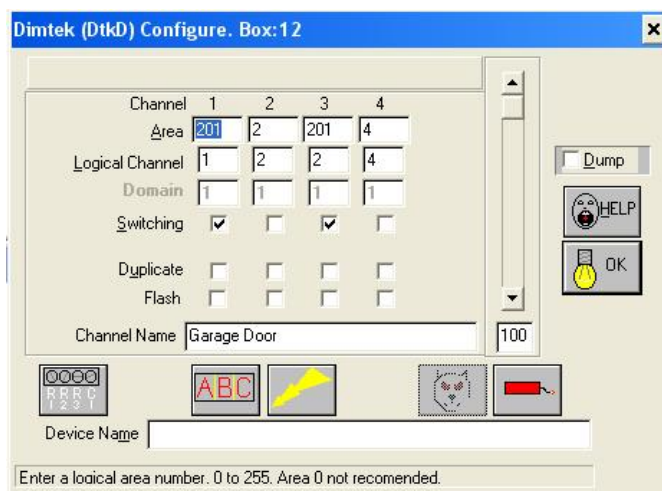 Dimtek (DtkD) Configure. Box:12
Channel 1 2 3 4
Area 201 2 201 4
Logical Channel 1 2 2 4
Domain 1 1 1 1
Switching
Duplicate
Flash
Channel Name Garage Door 100
Dump
HELP
OK
RRRC
1231
ABC
Device Name
Enter a logical area number. 0 to 255. Area 0 not recomended.